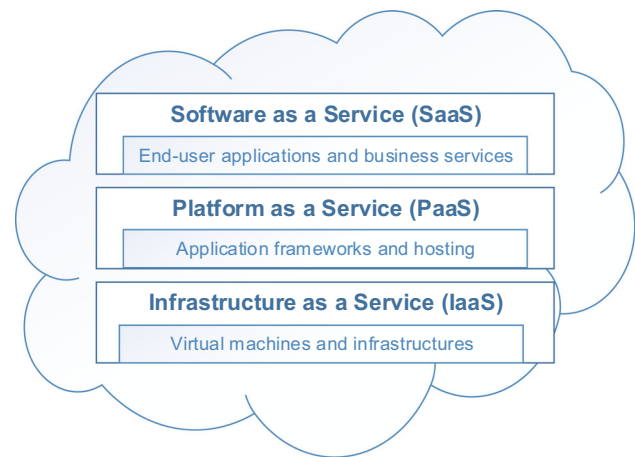 Software as a Service (SaaS)
End-user applications and business services
Platform as a Service (PaaS)
Application frameworks and hosting
Infrastructure as a Service (IaaS)
Virtual machines and infrastructures